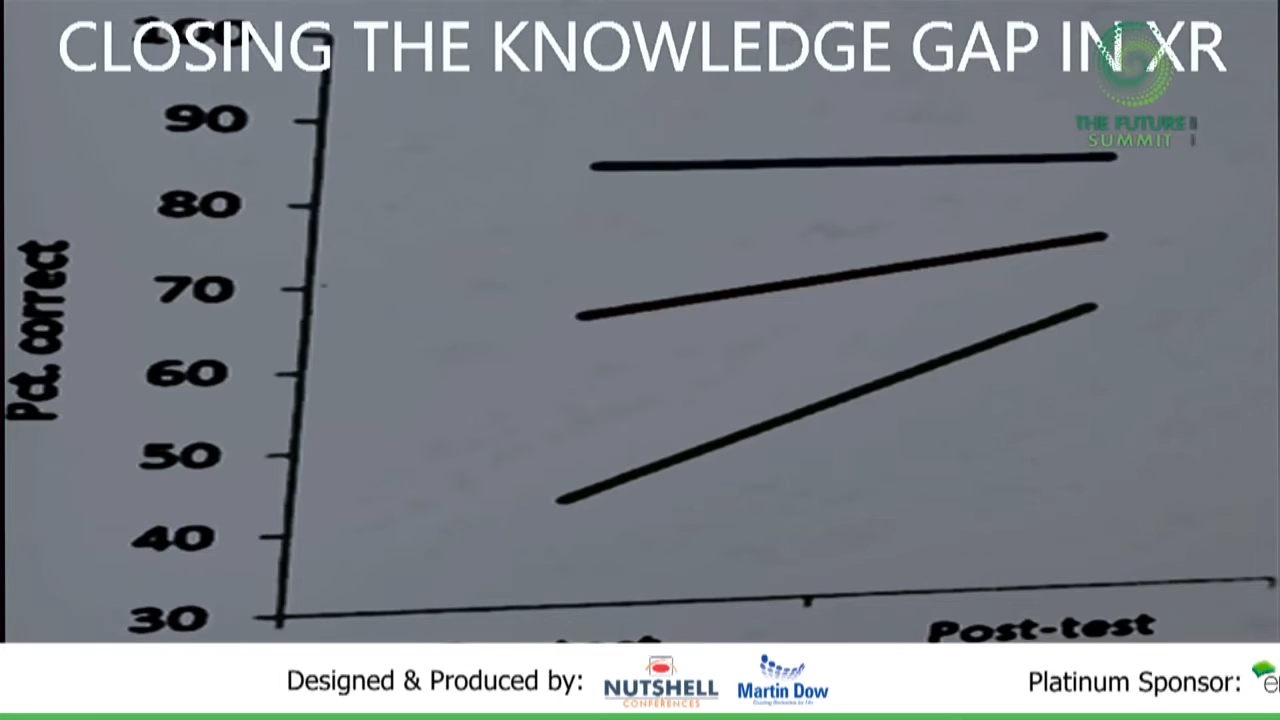 CLOSING THE KNOWLEDGE GAP IN XR
100
90
80
70
60
50
40
30
Pct. correct
Post-test
THE FUTURE
SUMMIT
Designed & Produced by:
NUTSHELL
CONFERENCES
Martin Dow
Platinum Sponsor: